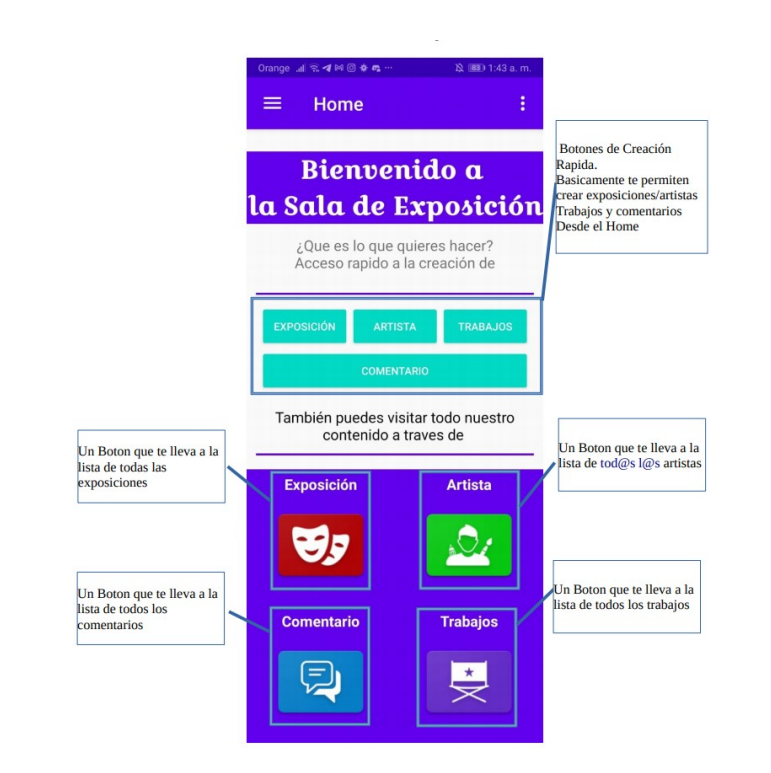 Orange
83 1:43 a. m.
Home
Bienvenido a
la Sala de Exposición
¿Que es lo que quieres hacer?
Acceso rapido a la creación de
EXPOSICIÓN ARTISTA TRABAJOS
COMENTARIO
También puedes visitar todo nuestro
contenido a traves de
Exposición Artista
Comentario Trabajos
Botones de Creación
Rapida.
Basicamente te permiten
crear exposiciones/artistas
Trabajos y comentarios
Desde el Home
Un Boton que te lleva a la
lista de todas las
exposiciones
Un Boton que te lleva a la
lista de tod@s l@s artistas
Un Boton que te lleva a la
lista de todos los
comentarios
Un Boton que te lleva a la
lista de todos los trabajos